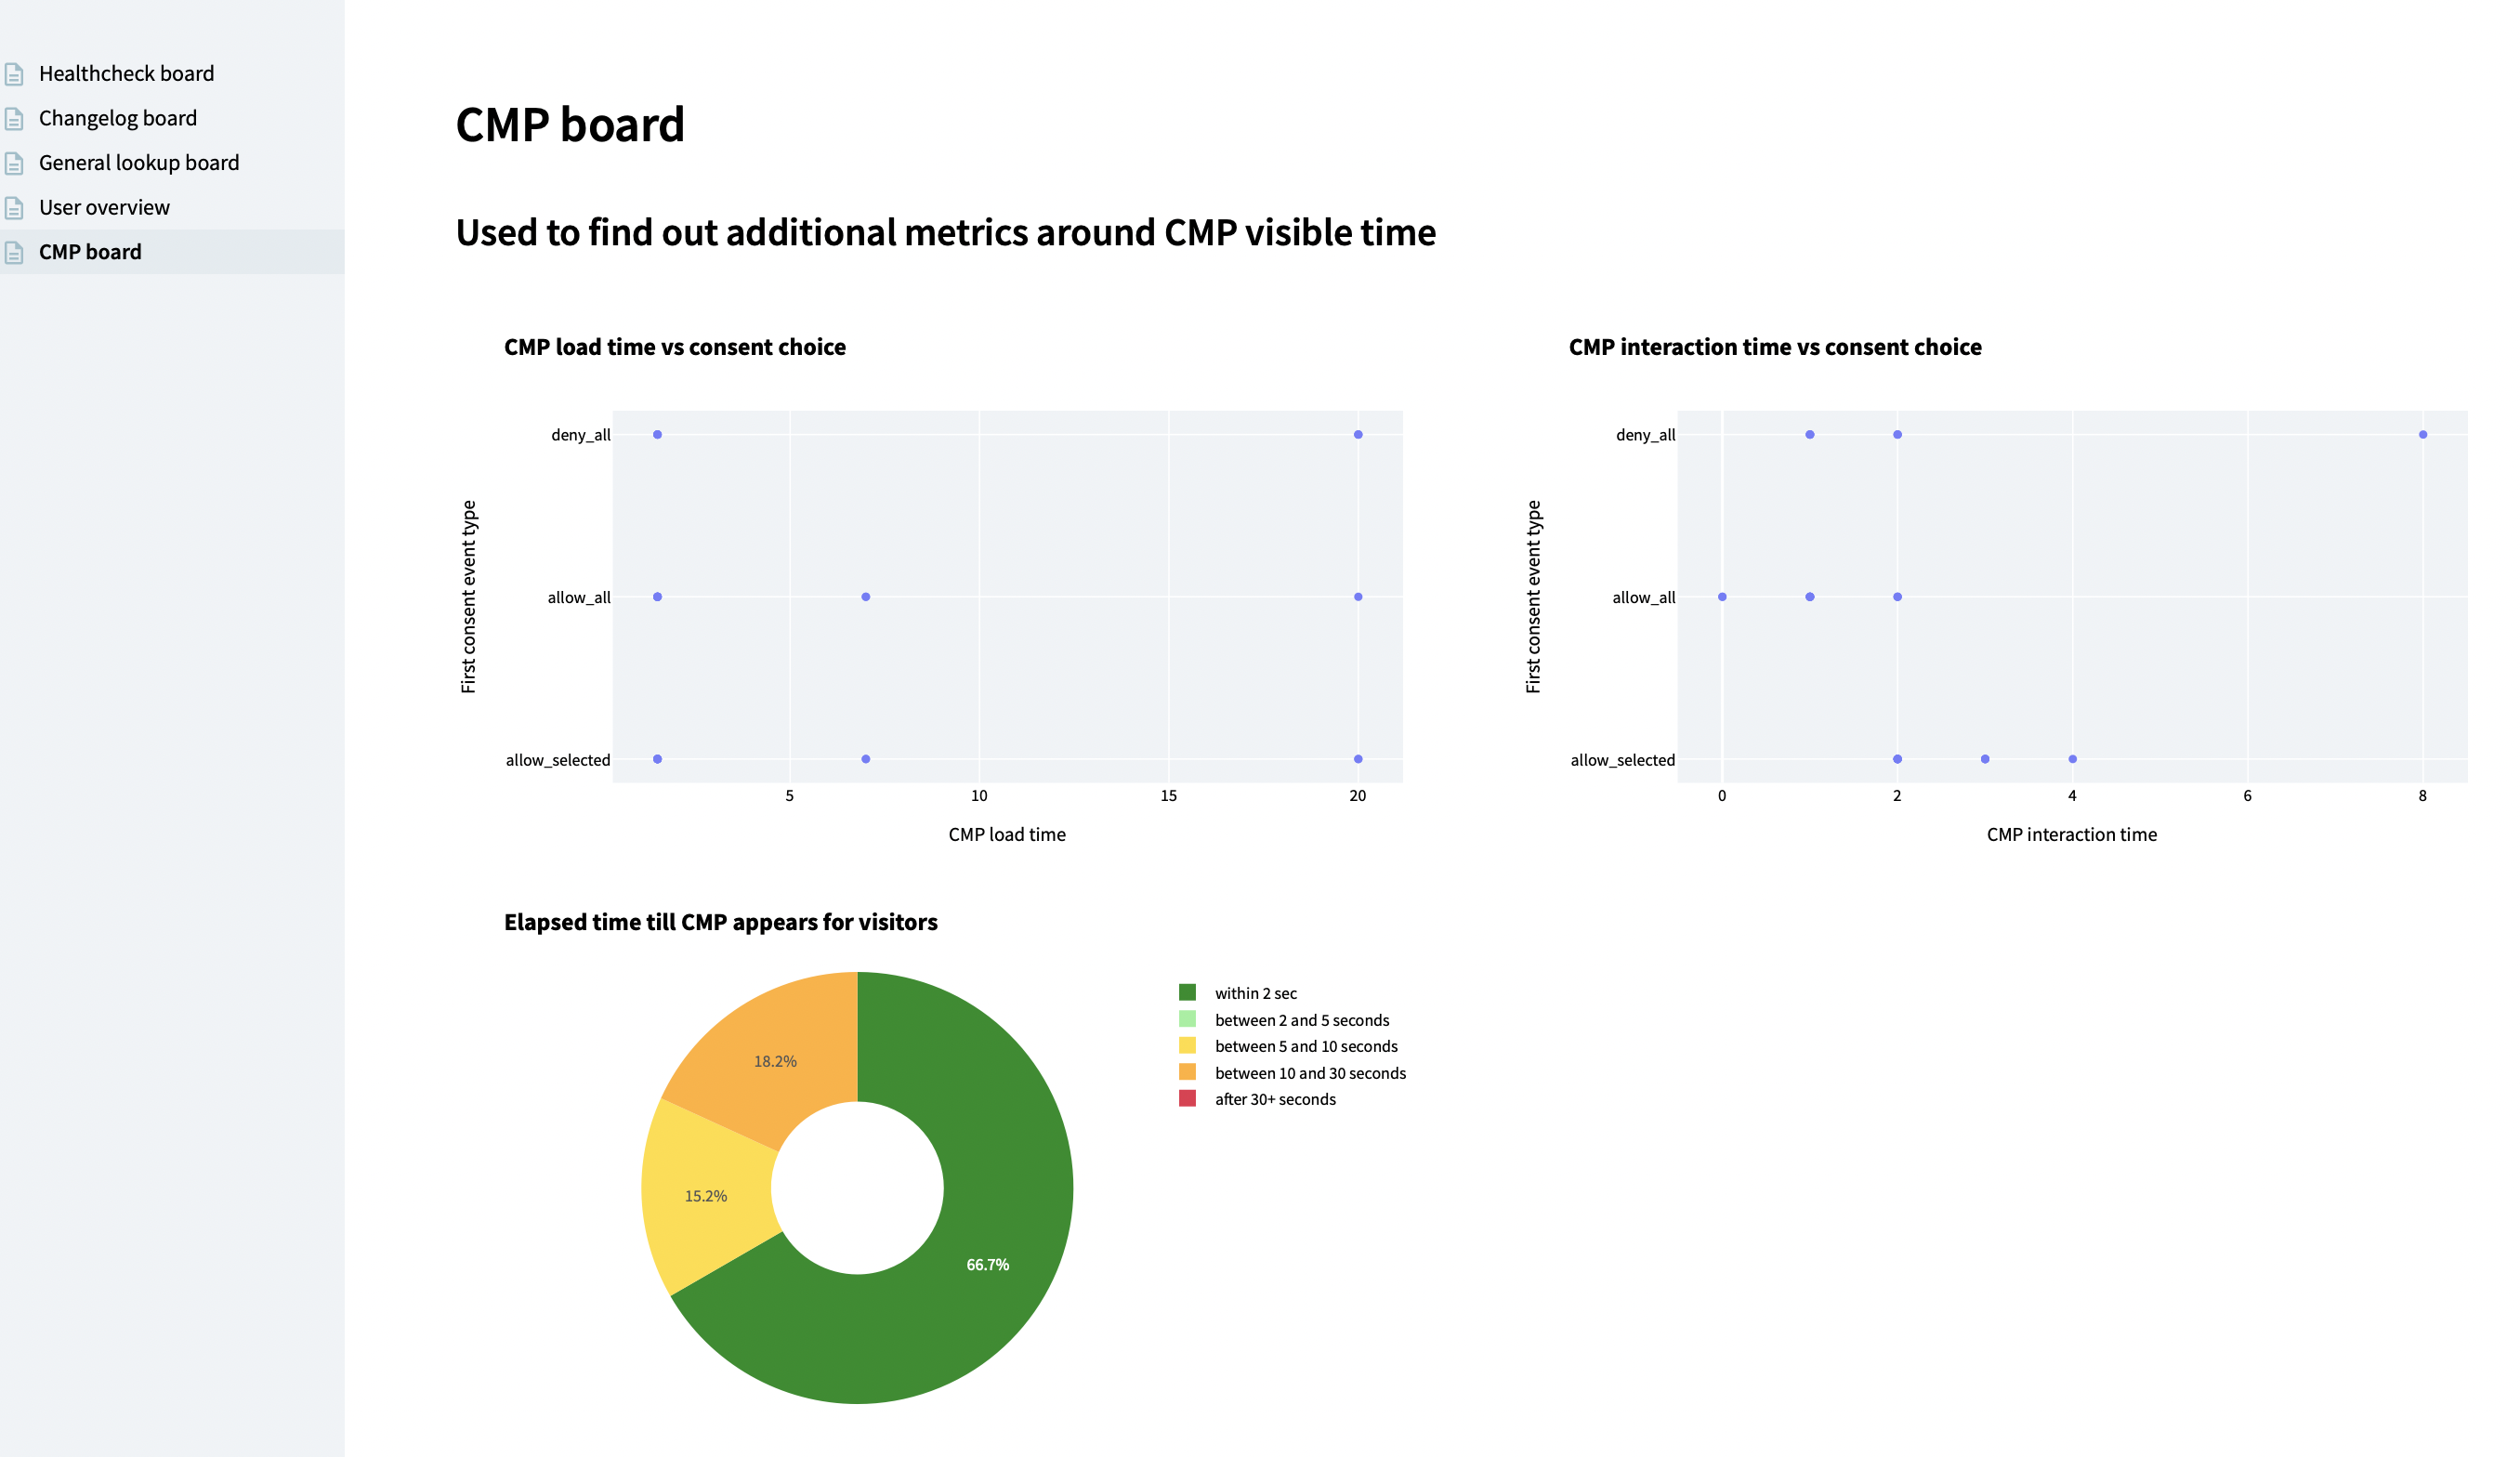 Healthcheck board
Changelog board
General lookup board
User overview
CMP board
CMP board
Used to find out additional metrics around CMP visible time
CMP load time vs consent choice
First consent event type
deny_all
allow_all
allow_selected
5 10 15 20
CMP load time
CMP interaction time vs consent choice
First consent event type
deny_all
allow_all
allow_selected
0 2 4 6 8
CMP interaction time
Elapsed time till CMP appears for visitors
18.2%
15.2%
66.7%
within 2 sec
between 2 and 5 seconds
between 5 and 10 seconds
between 10 and 30 seconds
after 30+ seconds